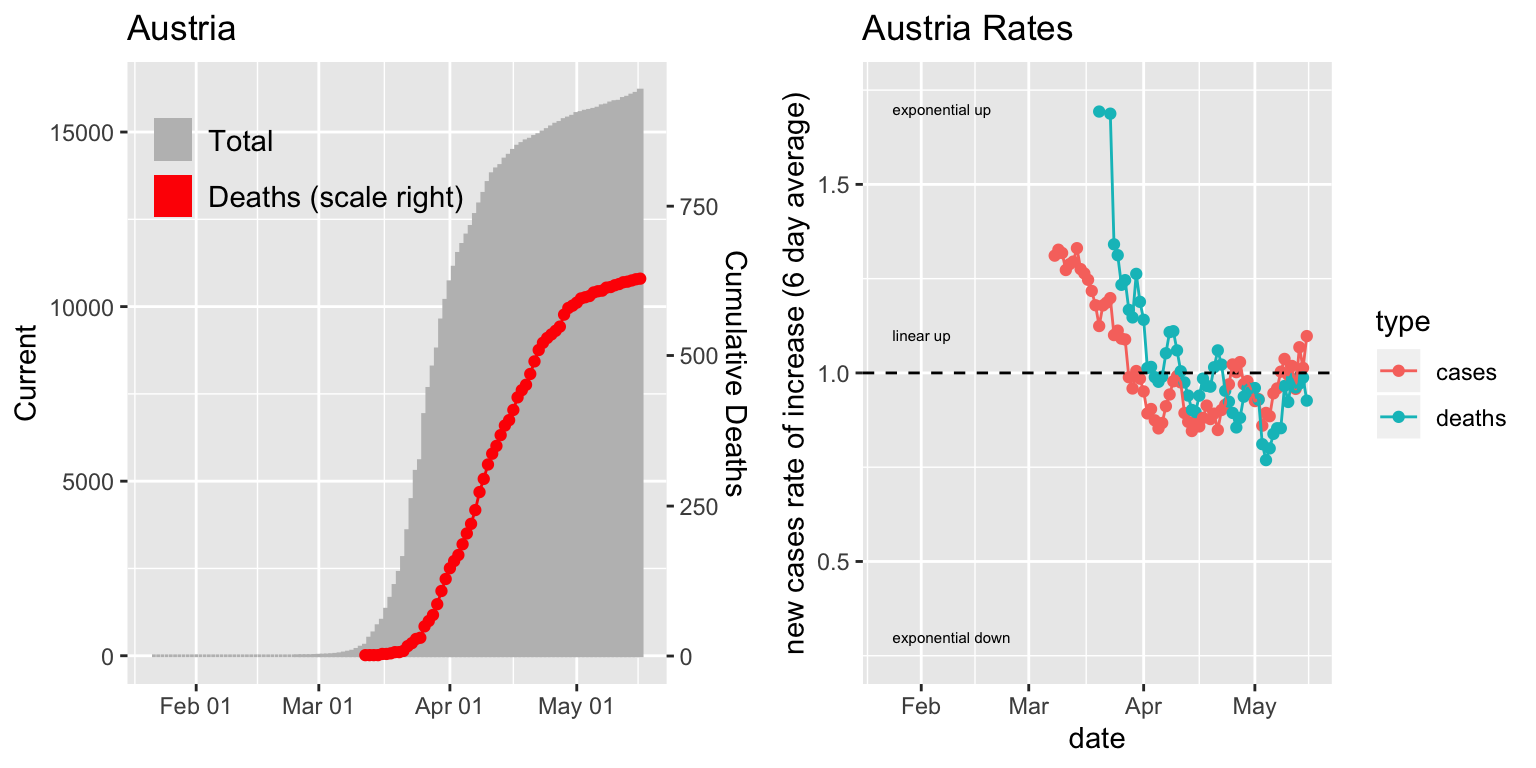 Austria
Total
Deaths (scale right)
Current
15000
10000
5000
0
750
500
250
0
Cumulative Deaths
Feb 01
Mar 01
Apr 01
May 01
Austria Rates
new cases rate of increase (6 day average)
1.5
1.0
0.5
exponential up
linear up
exponential down
Feb
Mar
Apr
May
date
type
cases
deaths